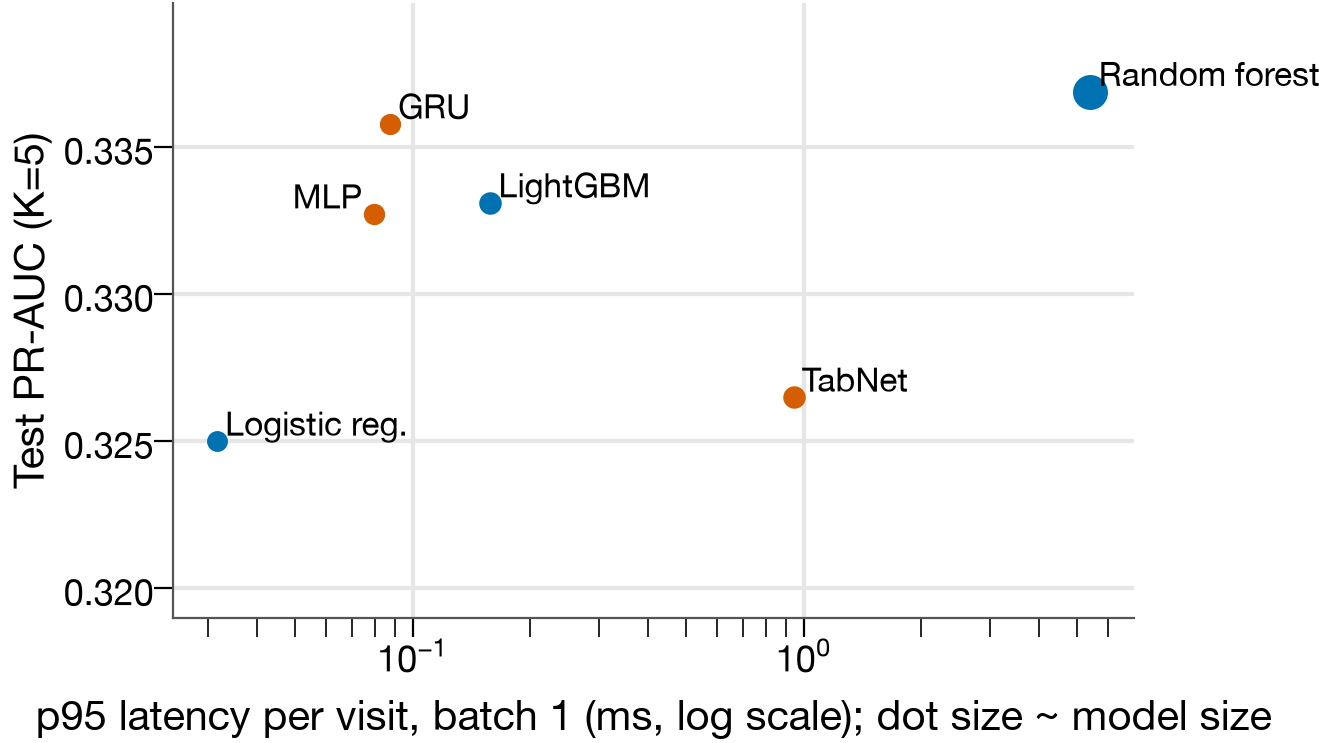 Random forest
GRU
0.335
LightGBM
MLP
0.330
TabNet
Logistic reg.
0.325
0.320
Test PR-AUC (K=5)
10⁻¹
10⁰
p95 latency per visit, batch 1 (ms, log scale); dot size ~ model size